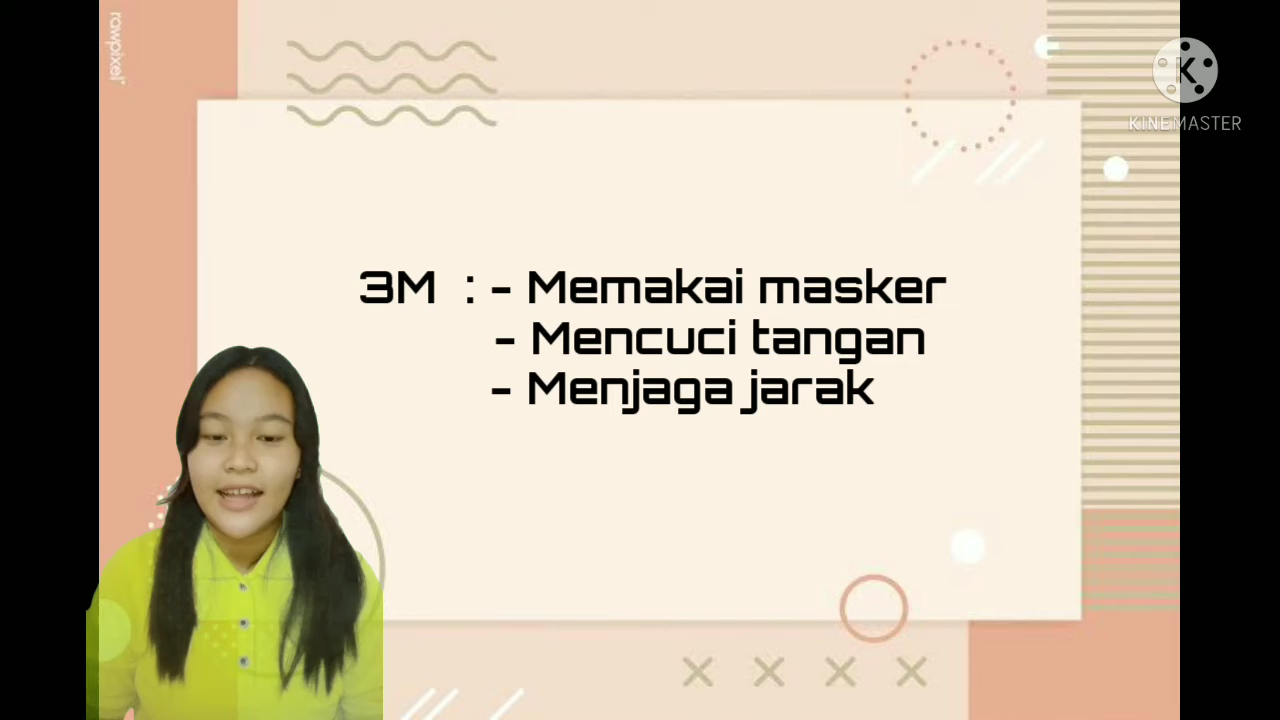 rawpixel
K
KINEMASTER
3M : - Memakai masker
- Mencuci tangan
- Menjaga jarak